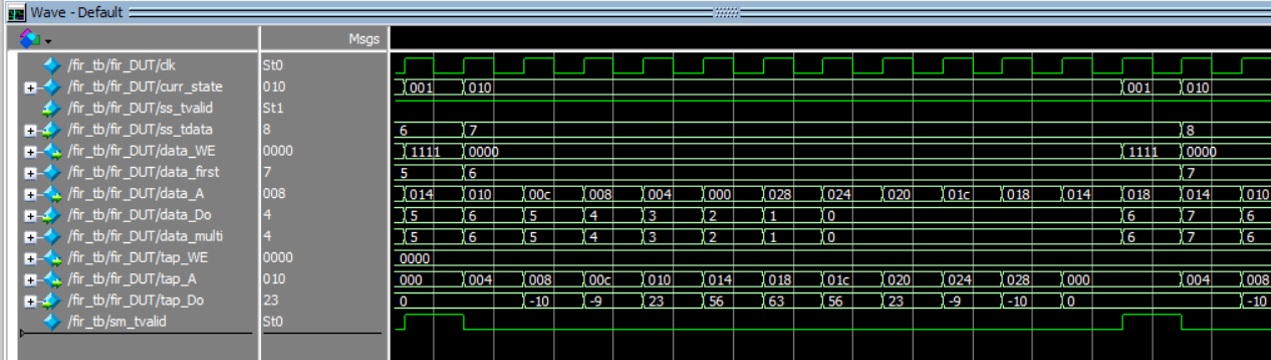 Wave - Default
Msgs
/fir_tb/fir_DUT/clk St0
/fir_tb/fir_DUT/curr_state 010 001 010 001 010
/fir_tb/fir_DUT/ss_tvalid St1
/fir_tb/fir_DUT/ss_tdata 8 6 7 8
/fir_tb/fir_DUT/data_WE 0000 1111 0000 1111 0000
/fir_tb/fir_DUT/data_first 7 5 6 7
/fir_tb/fir_DUT/data_A 008 014 010 00c 008 004 000 028 024 020 01c 018 014 018 014 010
/fir_tb/fir_DUT/data_Do 4 5 6 5 4 3 2 1 0 6 7 6
/fir_tb/fir_DUT/data_multi 4 5 6 5 4 3 2 1 0 6 7 6
/fir_tb/fir_DUT/tap_WE 0000 0000
/fir_tb/fir_DUT/tap_A 010 000 004 008 00c 010 014 018 01c 020 024 028 000 004 008
/fir_tb/fir_DUT/tap_Do 23 0 -10 -9 23 56 63 56 23 -9 -10 0 -10
/fir_tb/sm_tvalid St0